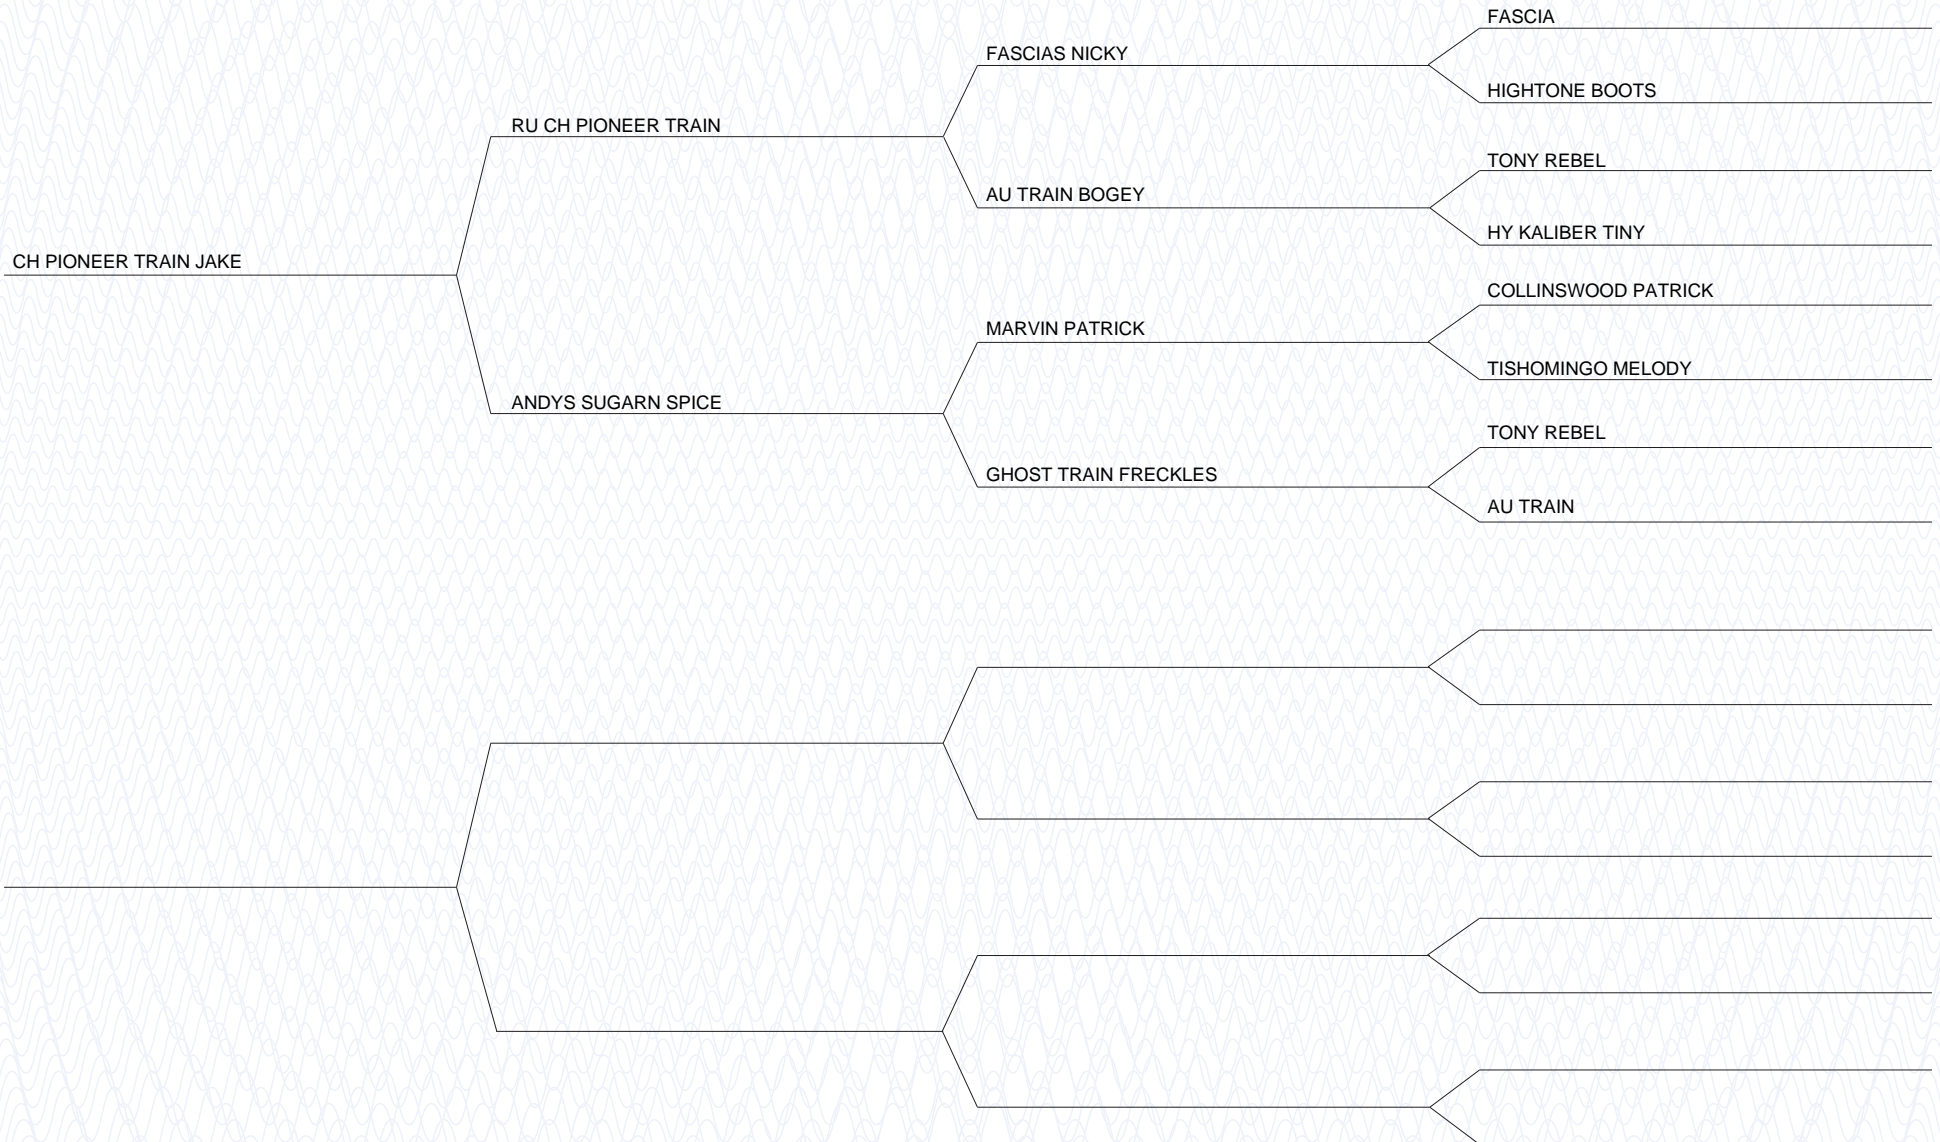 FASCIA
FASCIAS NICKY
HIGHTONE BOOTS
RU CH PIONEER TRAIN
TONY REBEL
AU TRAIN BOGEY
HY KALIBER TINY
CH PIONEER TRAIN JAKE
COLLINSWOOD PATRICK
MARVIN PATRICK
TISHOMINGO MELODY
ANDYS SUGARN SPICE
TONY REBEL
GHOST TRAIN FRECKLES
AU TRAIN